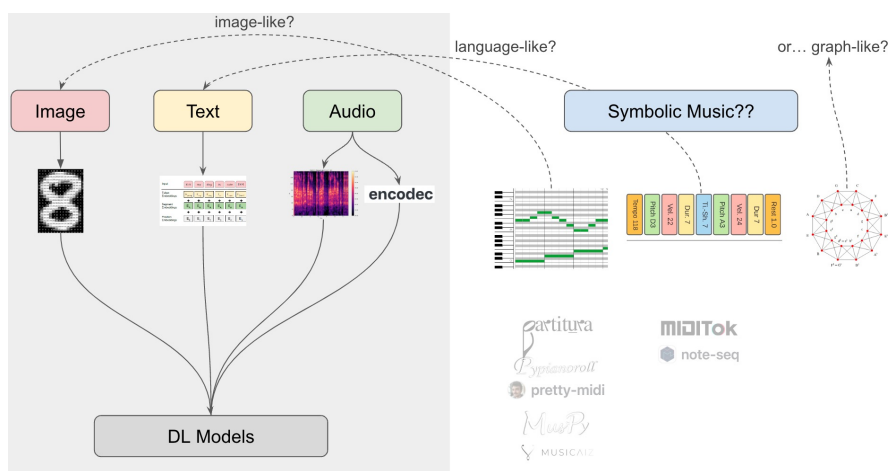 image-like?
language-like?
or… graph-like?
Image
Text
Audio
Symbolic Music??
encodec
Tempo 118
Pitch D3
Vel. 22
Dur. 7
Ti.-Sh. 7
Pitch A3
Vel. 24
Dur 7
Rest 1.0
partitura
Pypianoroll
pretty-midi
MusPy
MUSICAIZ
MIDITok
note-seq
DL Models